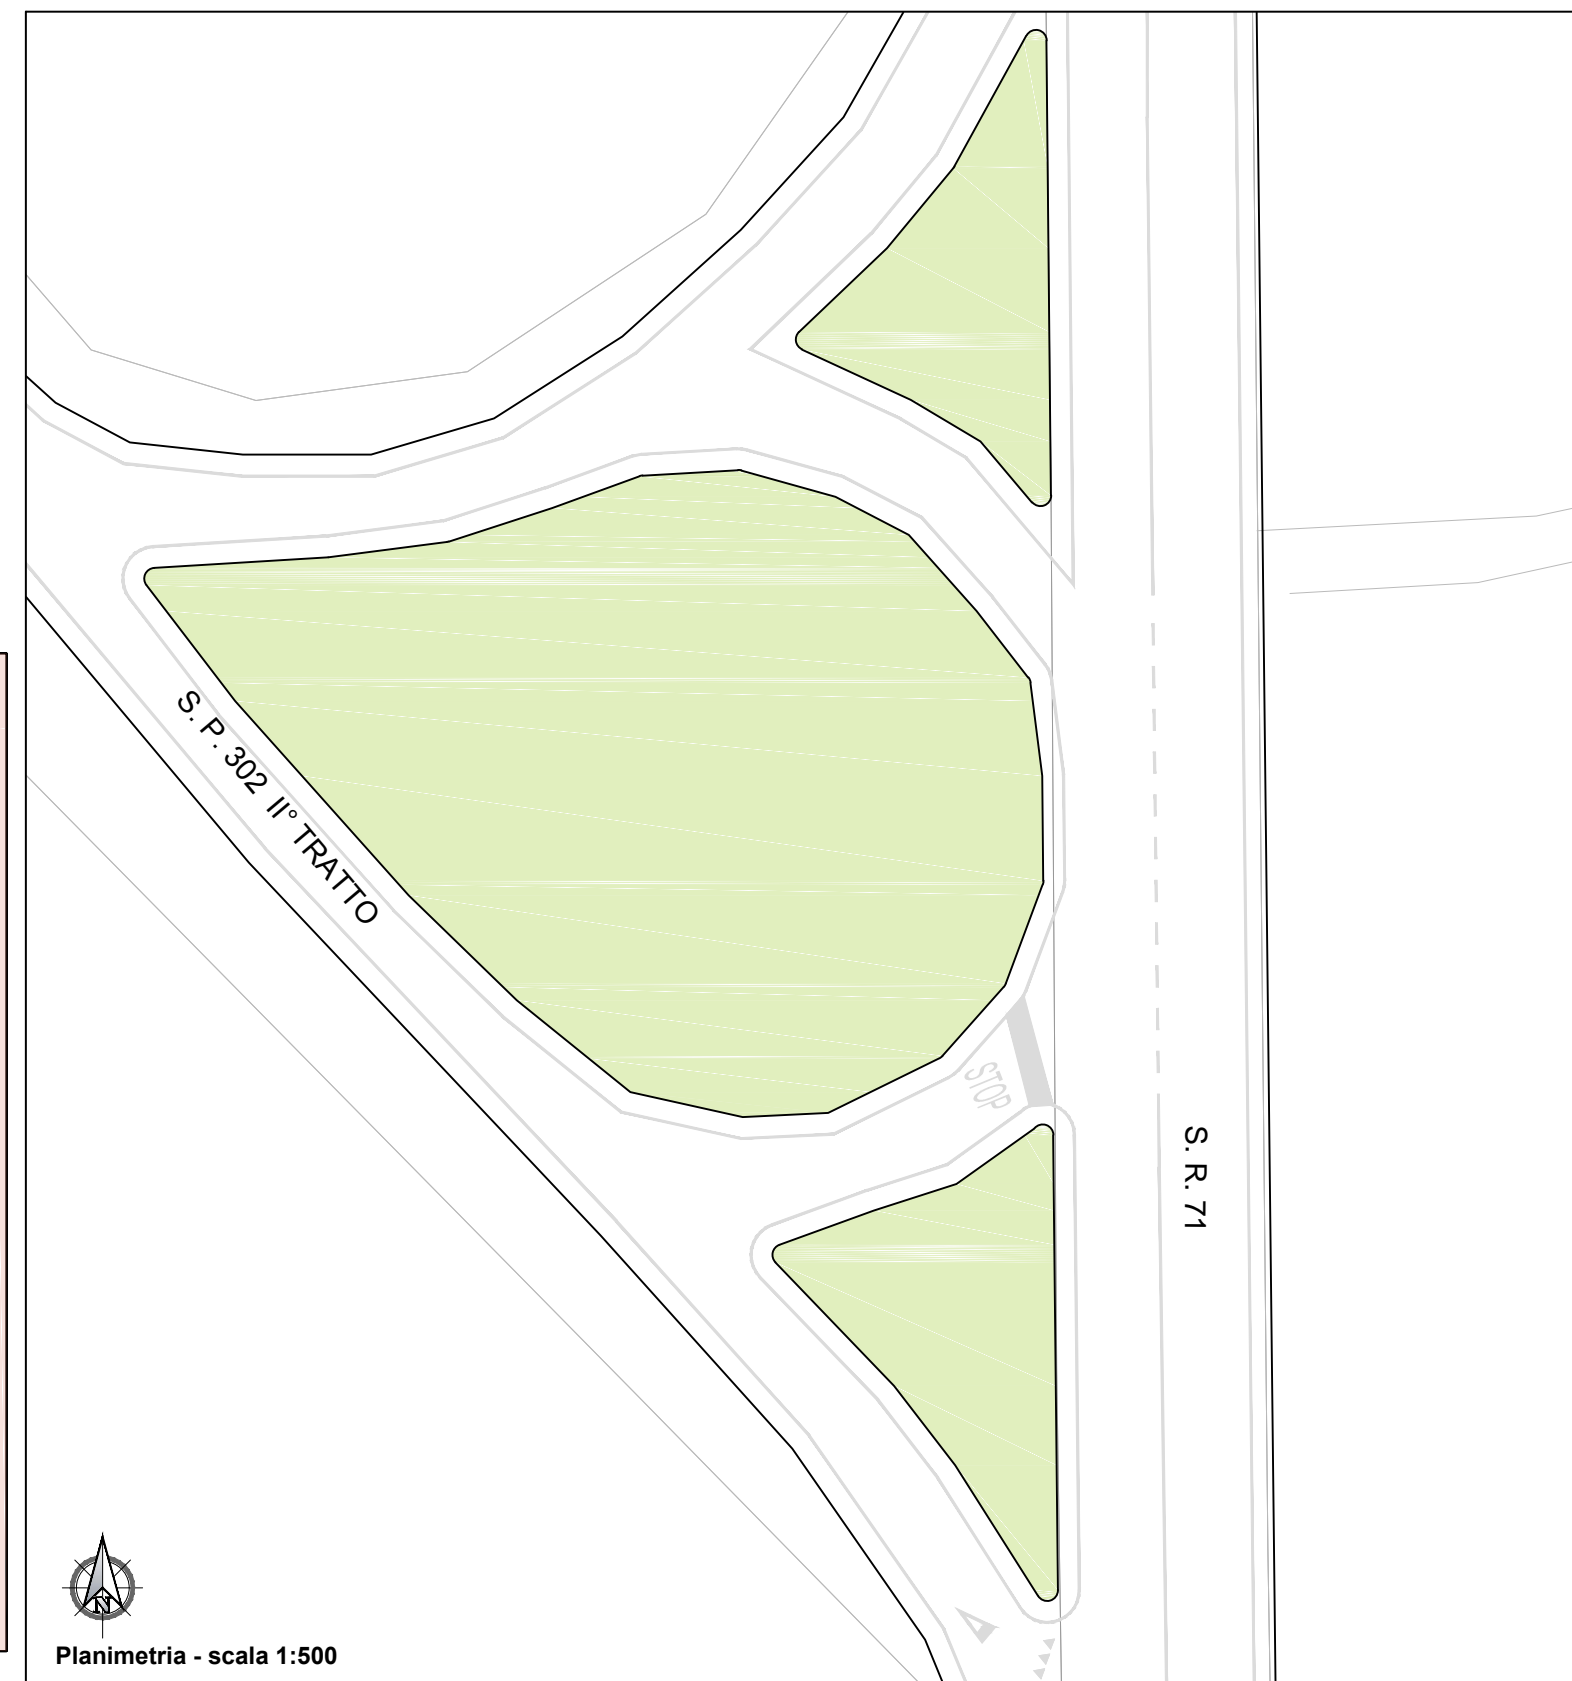 S. P. 302 II° TRATTO
STOP
S. R. 71
N
Planimetria - scala 1:500